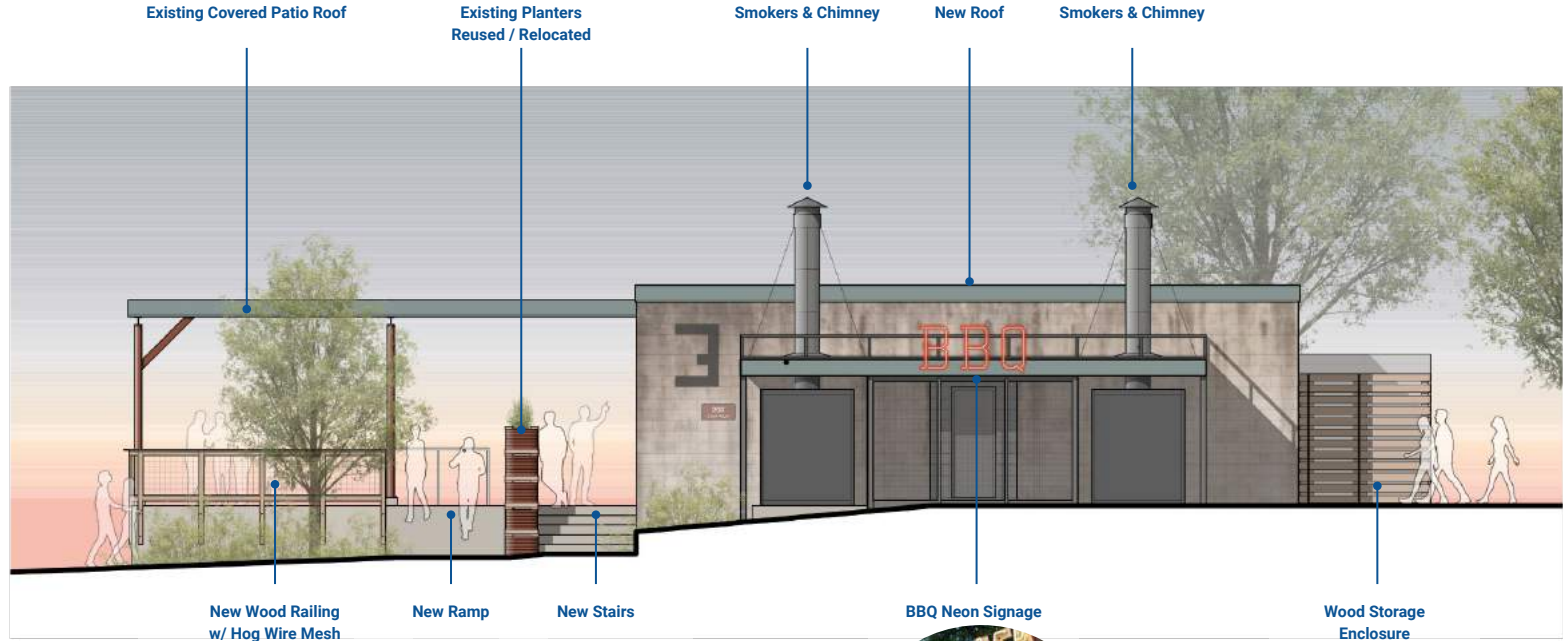 Existing Covered Patio Roof
Existing Planters
Reused / Relocated
Smokers & Chimney
New Roof
Smokers & Chimney
3
BBQ
New Wood Railing
w/ Hog Wire Mesh
New Ramp
New Stairs
BBQ Neon Signage
Wood Storage
Enclosure